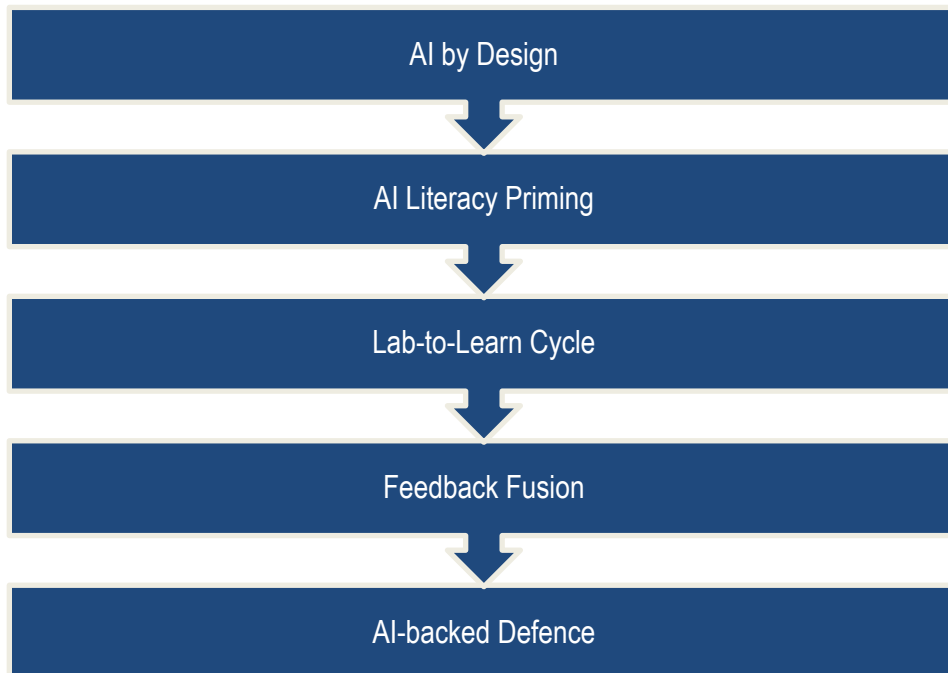 AI by Design
AI Literacy Priming
Lab-to-Learn Cycle
Feedback Fusion
AI-backed Defence